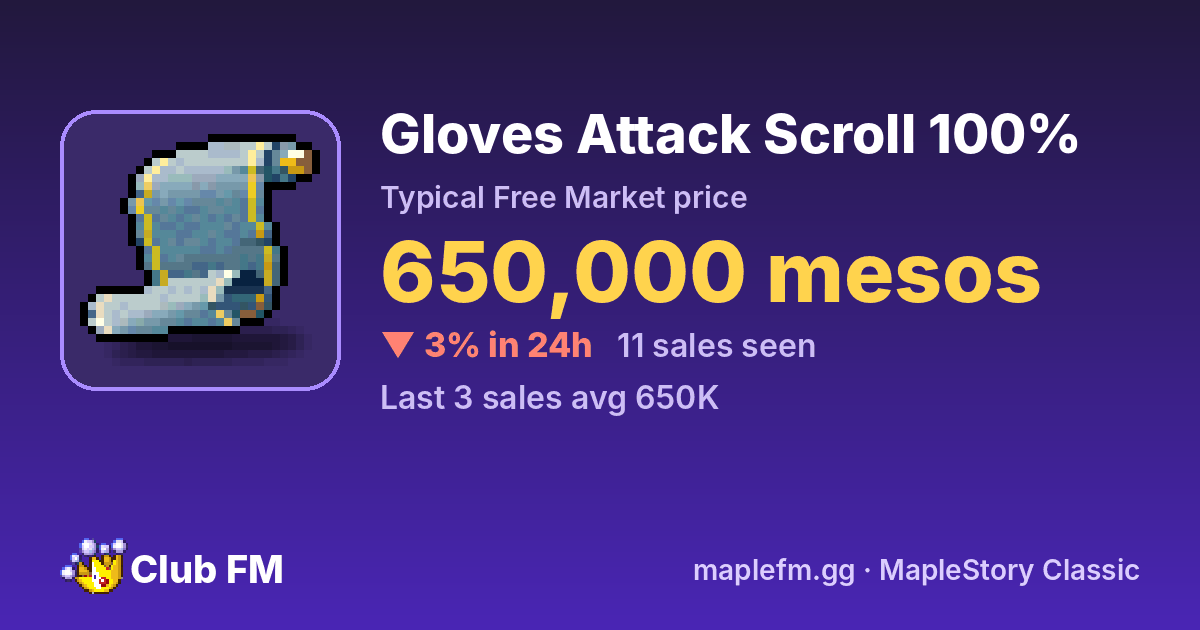 Gloves Attack Scroll 100%
Typical Free Market price
650,000 mesos
▼ 3% in 24h 11 sales seen
Last 3 sales avg 650K
Club FM
maplefm.gg · MapleStory Classic